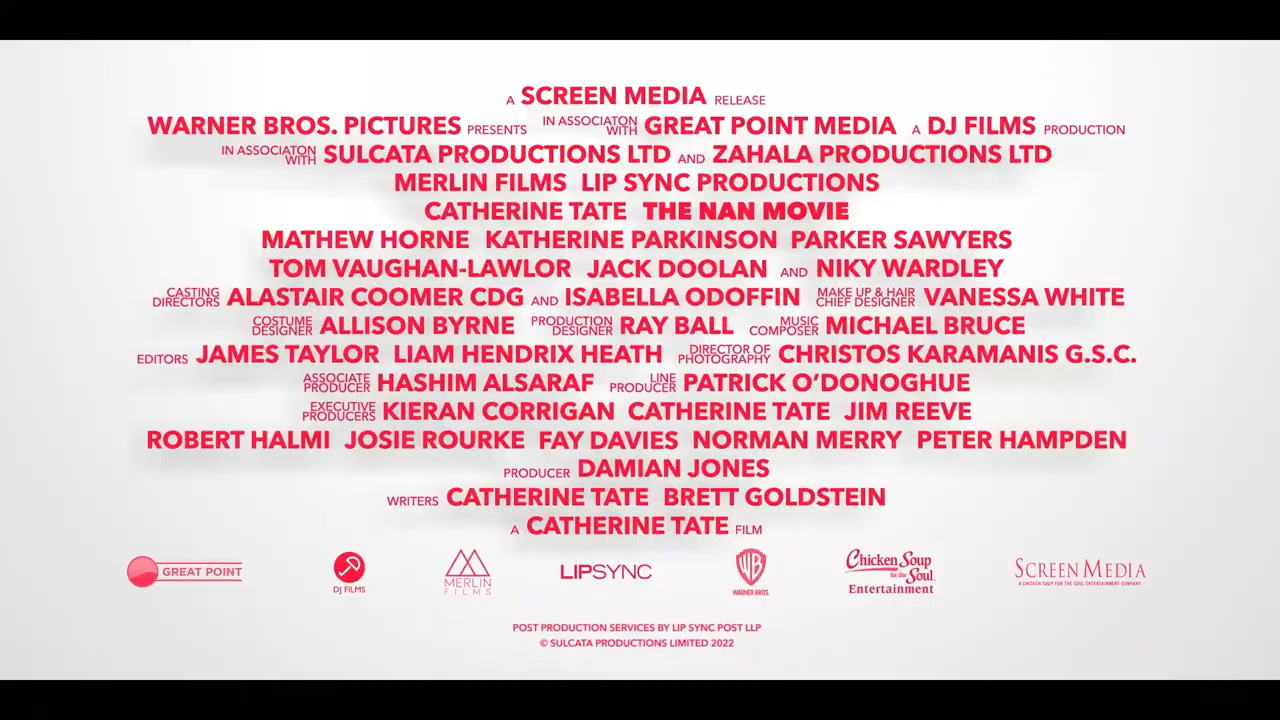 A SCREEN MEDIA RELEASE
WARNER BROS. PICTURES PRESENTS IN ASSOCIATON WITH GREAT POINT MEDIA A DJ FILMS PRODUCTION
IN ASSOCIATON WITH SULCATA PRODUCTIONS LTD AND ZAHALA PRODUCTIONS LTD
MERLIN FILMS LIP SYNC PRODUCTIONS
CATHERINE TATE THE NAN MOVIE
MATHEW HORNE KATHERINE PARKINSON PARKER SAWYERS
TOM VAUGHAN-LAWLOR JACK DOOLAN AND NIKY WARDLEY
CASTING DIRECTORS ALASTAIR COOMER CDG AND ISABELLA ODOFFIN MAKE UP & HAIR CHIEF DESIGNER VANESSA WHITE
COSTUME DESIGNER ALLISON BYRNE PRODUCTION DESIGNER RAY BALL MUSIC COMPOSER MICHAEL BRUCE
EDITORS JAMES TAYLOR LIAM HENDRIX HEATH DIRECTOR OF PHOTOGRAPHY CHRISTOS KARAMANIS G.S.C.
ASSOCIATE PRODUCER HASHIM ALSARAF LINE PRODUCER PATRICK O'DONOGHUE
EXECUTIVE PRODUCERS KIERAN CORRIGAN CATHERINE TATE JIM REEVE
ROBERT HALMI JOSIE ROURKE FAY DAVIES NORMAN MERRY PETER HAMPDEN
PRODUCER DAMIAN JONES
WRITERS CATHERINE TATE BRETT GOLDSTEIN
A CATHERINE TATE FILM
GREAT POINT
DJ FILMS
MERLIN FILMS
LIPSYNC
WB WARNER BROS.
Chicken Soup for the Soul Entertainment
SCREEN MEDIA
A CHICKEN SOUP FOR THE SOUL ENTERTAINMENT COMPANY
POST PRODUCTION SERVICES BY LIP SYNC POST LLP
© SULCATA PRODUCTIONS LIMITED 2022